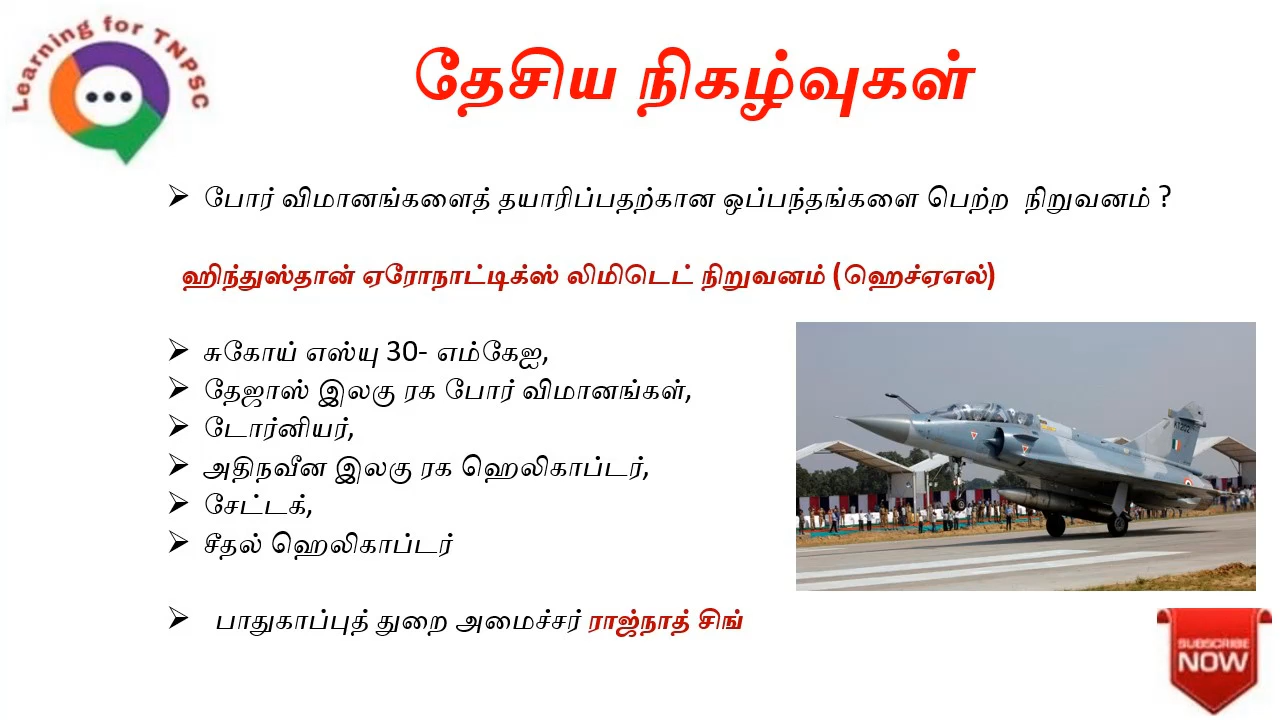 Learning for TNPSC
தேசிய நிகழ்வுகள்
➢ போர் விமானங்களைத் தயாரிப்பதற்கான ஒப்பந்தங்களை பெற்ற நிறுவனம் ?
ஹிந்துஸ்தான் ஏரோநாட்டிக்ஸ் லிமிடெட் நிறுவனம் (ஹெச்ஏஎல்)
➢ சுகோய் எஸ்யு 30- எம்கேஐ,
➢ தேஜாஸ் இலகு ரக போர் விமானங்கள்,
➢ டோர்னியர்,
➢ அதிநவீன இலகு ரக ஹெலிகாப்டர்,
➢ சேட்டக்,
➢ சீதல் ஹெலிகாப்டர்
➢ பாதுகாப்புத் துறை அமைச்சர் ராஜ்நாத் சிங்
SUBSCRIBE
NOW